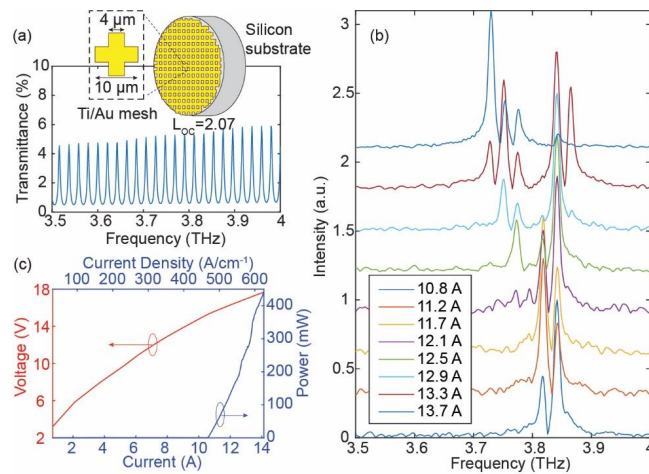 (a)
4 μm
10 μm
Ti/Au mesh
Silicon
substrate
L_OC=2.07
Transmittance (%)
10
8
6
4
2
0
3.5 3.6 3.7 3.8 3.9 4
Frequency (THz)
(b)
Intensity (a.u.)
3
2.5
2
1.5
1
0.5
0
10.8 A
11.2 A
11.7 A
12.1 A
12.5 A
12.9 A
13.3 A
13.7 A
3.5 3.6 3.7 3.8 3.9 4
Frequency (THz)
(c)
Current Density (A/cm⁻¹)
100 200 300 400 500 600
Voltage (V)
18
14
10
6
2
Power (mW)
400
300
200
100
0
2 4 6 8 10 12 14
Current (A)